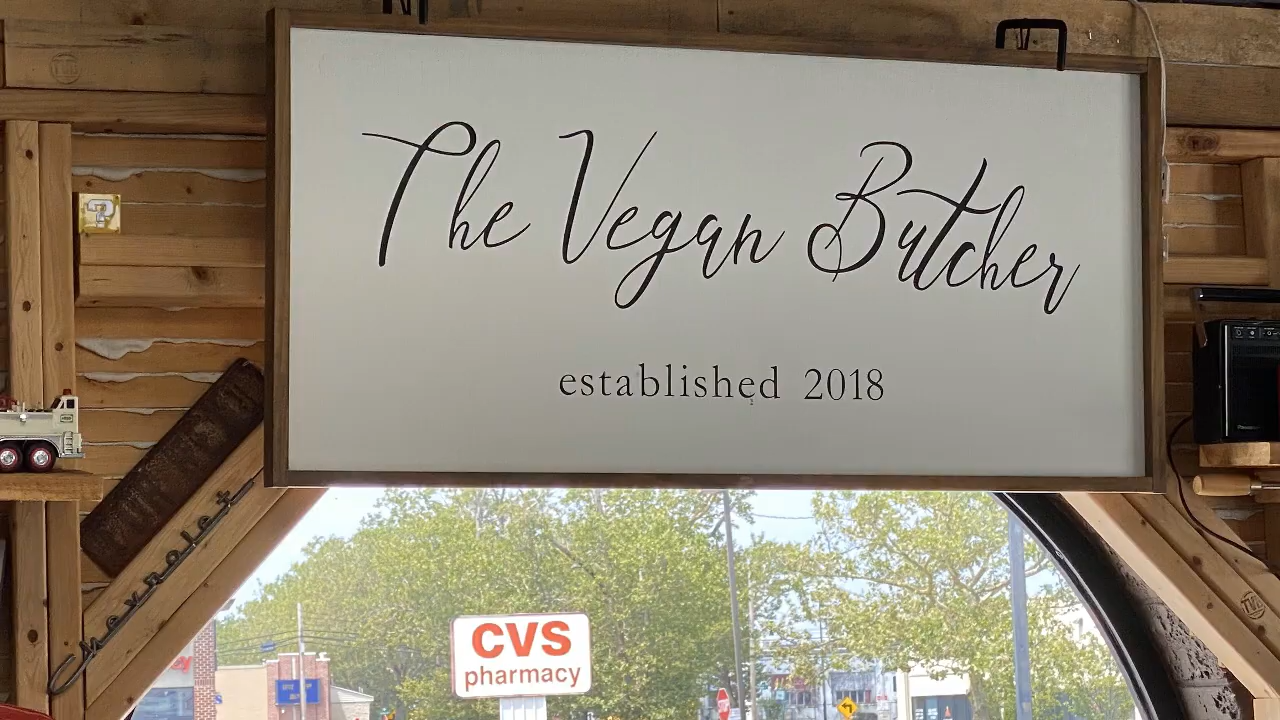 The Vegan Butcher
established 2018
Chevrolet
CVS
pharmacy